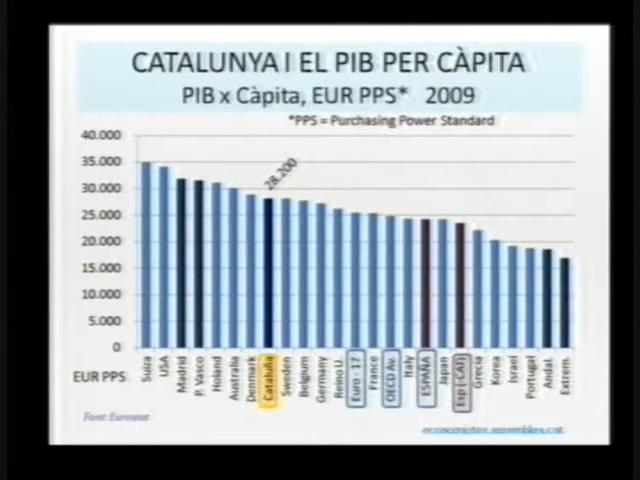 CATALUNYA I EL PIB PER CÀPITA
PIB x Càpita, EUR PPS* 2009
*PPS = Purchasing Power Standard
40.000
35.000
30.000
25.000
20.000
15.000
10.000
5.000
0
28.200
EUR PPS
Suiza
USA
Madrid
P. Vasco
Holand
Australia
Denmark
Cataluña
Sweden
Belgium
Germany
Reino U.
Euro - 17
France
OECD Av.
Italy
ESPAÑA
Japan
Esp (-CAT)
Grecia
Korea
Israel
Portugal
Andal.
Extrem.
Font: Eurostat
economistes.assemblea.cat